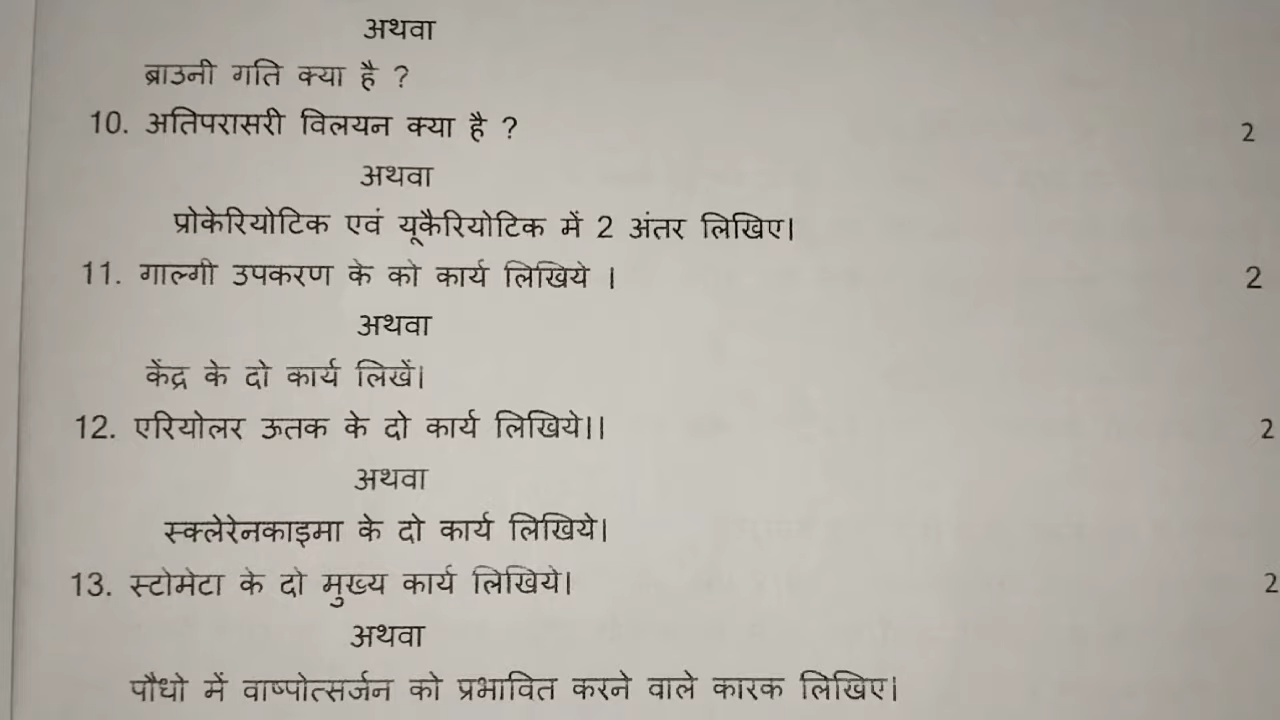 अथवा
ब्राउनी गति क्या है ?
10. अतिपरासरी विलयन क्या है ? 2
अथवा
प्रोकेरियोटिक एवं यूकैरियोटिक में 2 अंतर लिखिए।
11. गाल्गी उपकरण के को कार्य लिखिये । 2
अथवा
केंद्र के दो कार्य लिखें।
12. एरियोलर ऊतक के दो कार्य लिखिये।। 2
अथवा
स्क्लेरेनकाइमा के दो कार्य लिखिये।
13. स्टोमेटा के दो मुख्य कार्य लिखिये। 2
अथवा
पौधो में वाष्पोत्सर्जन को प्रभावित करने वाले कारक लिखिए।